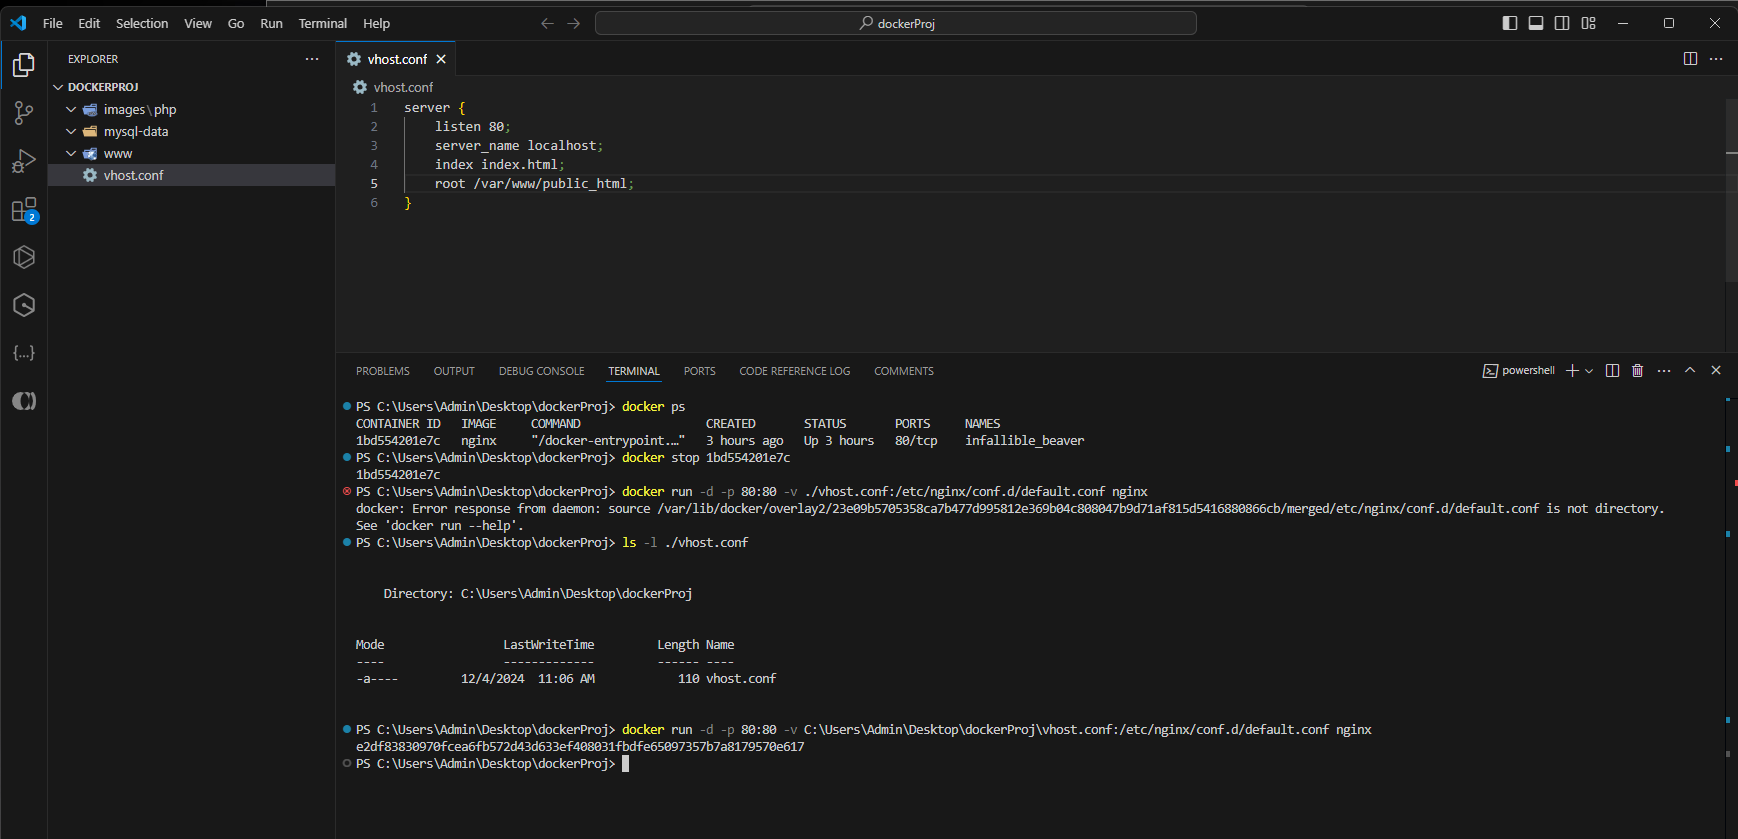 File Edit Selection View Go Run Terminal Help
dockerProj
EXPLORER
DOCKERPROJ
images\php
mysql-data
www
vhost.conf
2
vhost.conf
vhost.conf
1 server {
2 listen 80;
3 server_name localhost;
4 index index.html;
5 root /var/www/public_html;
6 }
PROBLEMS OUTPUT DEBUG CONSOLE TERMINAL PORTS CODE REFERENCE LOG COMMENTS
powershell
PS C:\Users\Admin\Desktop\dockerProj> docker ps
CONTAINER ID IMAGE COMMAND CREATED STATUS PORTS NAMES
1bd554201e7c nginx "/docker-entrypoint.…" 3 hours ago Up 3 hours 80/tcp infallible_beaver
PS C:\Users\Admin\Desktop\dockerProj> docker stop 1bd554201e7c
1bd554201e7c
PS C:\Users\Admin\Desktop\dockerProj> docker run -d -p 80:80 -v ./vhost.conf:/etc/nginx/conf.d/default.conf nginx
docker: Error response from daemon: source /var/lib/docker/overlay2/23e09b5705358ca7b477d995812e369b04c808047b9d71af815d5416880866cb/merged/etc/nginx/conf.d/default.conf is not directory.
See 'docker run --help'.
PS C:\Users\Admin\Desktop\dockerProj> ls -l ./vhost.conf
Directory: C:\Users\Admin\Desktop\dockerProj
Mode LastWriteTime Length Name
---- ------------- ------ ----
-a---- 12/4/2024 11:06 AM 110 vhost.conf
PS C:\Users\Admin\Desktop\dockerProj> docker run -d -p 80:80 -v C:\Users\Admin\Desktop\dockerProj\vhost.conf:/etc/nginx/conf.d/default.conf nginx
e2df83830970fcea6fb572d43d633ef408031fbdfe65097357b7a8179570e617
PS C:\Users\Admin\Desktop\dockerProj>